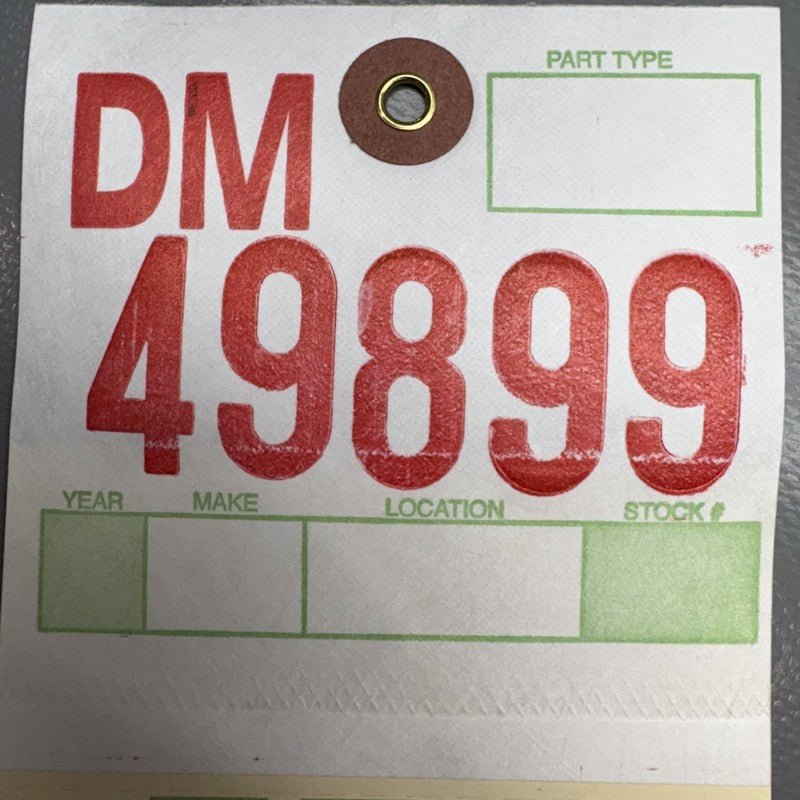 DM
PART TYPE
49899
YEAR MAKE LOCATION STOCK #